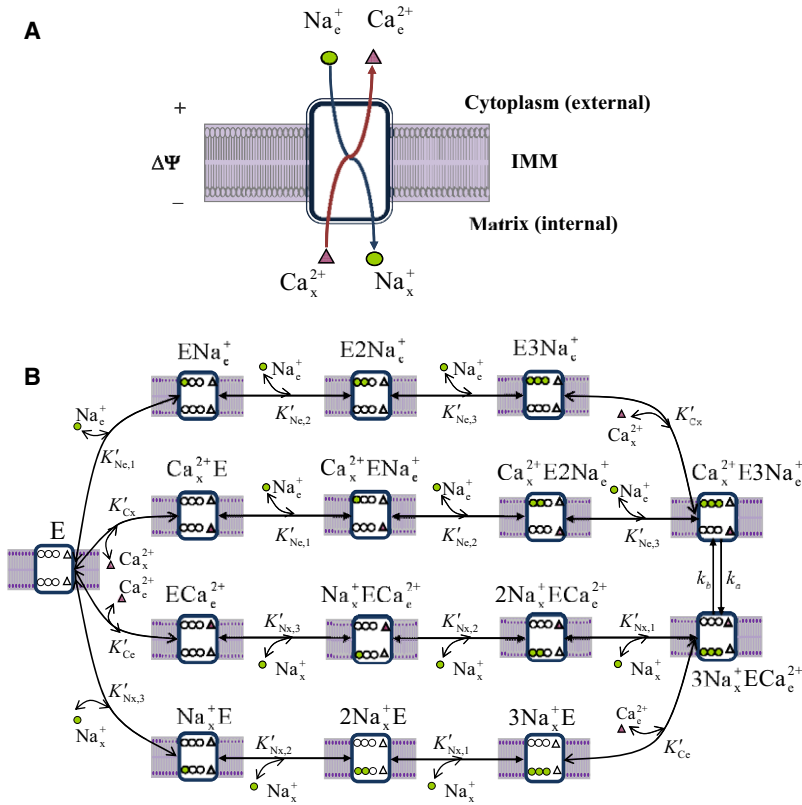 A
Na⁺ₑ Ca²⁺ₑ
+ Cytoplasm (external)
ΔΨ IMM
− Matrix (internal)
Ca²⁺ₓ Na⁺ₓ
B
ENa⁺ₑ E2Na⁺ₑ E3Na⁺ₑ
Na⁺ₑ Na⁺ₑ
Na⁺ₑ K′Ne,2 K′Ne,3 Ca²⁺ₓ K′Cx
K′Ne,1
Ca²⁺ₓE Ca²⁺ₓENa⁺ₑ Ca²⁺ₓE2Na⁺ₑ Ca²⁺ₓE3Na⁺ₑ
K′Cx Na⁺ₑ Na⁺ₑ Na⁺ₑ
E K′Ne,1 K′Ne,2 K′Ne,3
Ca²⁺ₓ
Ca²⁺ₑ kb ka
ECa²⁺ₑ Na⁺ₓECa²⁺ₑ 2Na⁺ₓECa²⁺ₑ
K′Nx,3 K′Nx,2 K′Nx,1
K′Ce Na⁺ₓ Na⁺ₓ Na⁺ₓ
3Na⁺ₓECa²⁺ₑ
K′Nx,3
Na⁺ₓ Na⁺ₓE 2Na⁺ₓE 3Na⁺ₓE Ca²⁺ₑ
K′Nx,2 K′Nx,1 K′Ce
Na⁺ₓ Na⁺ₓ